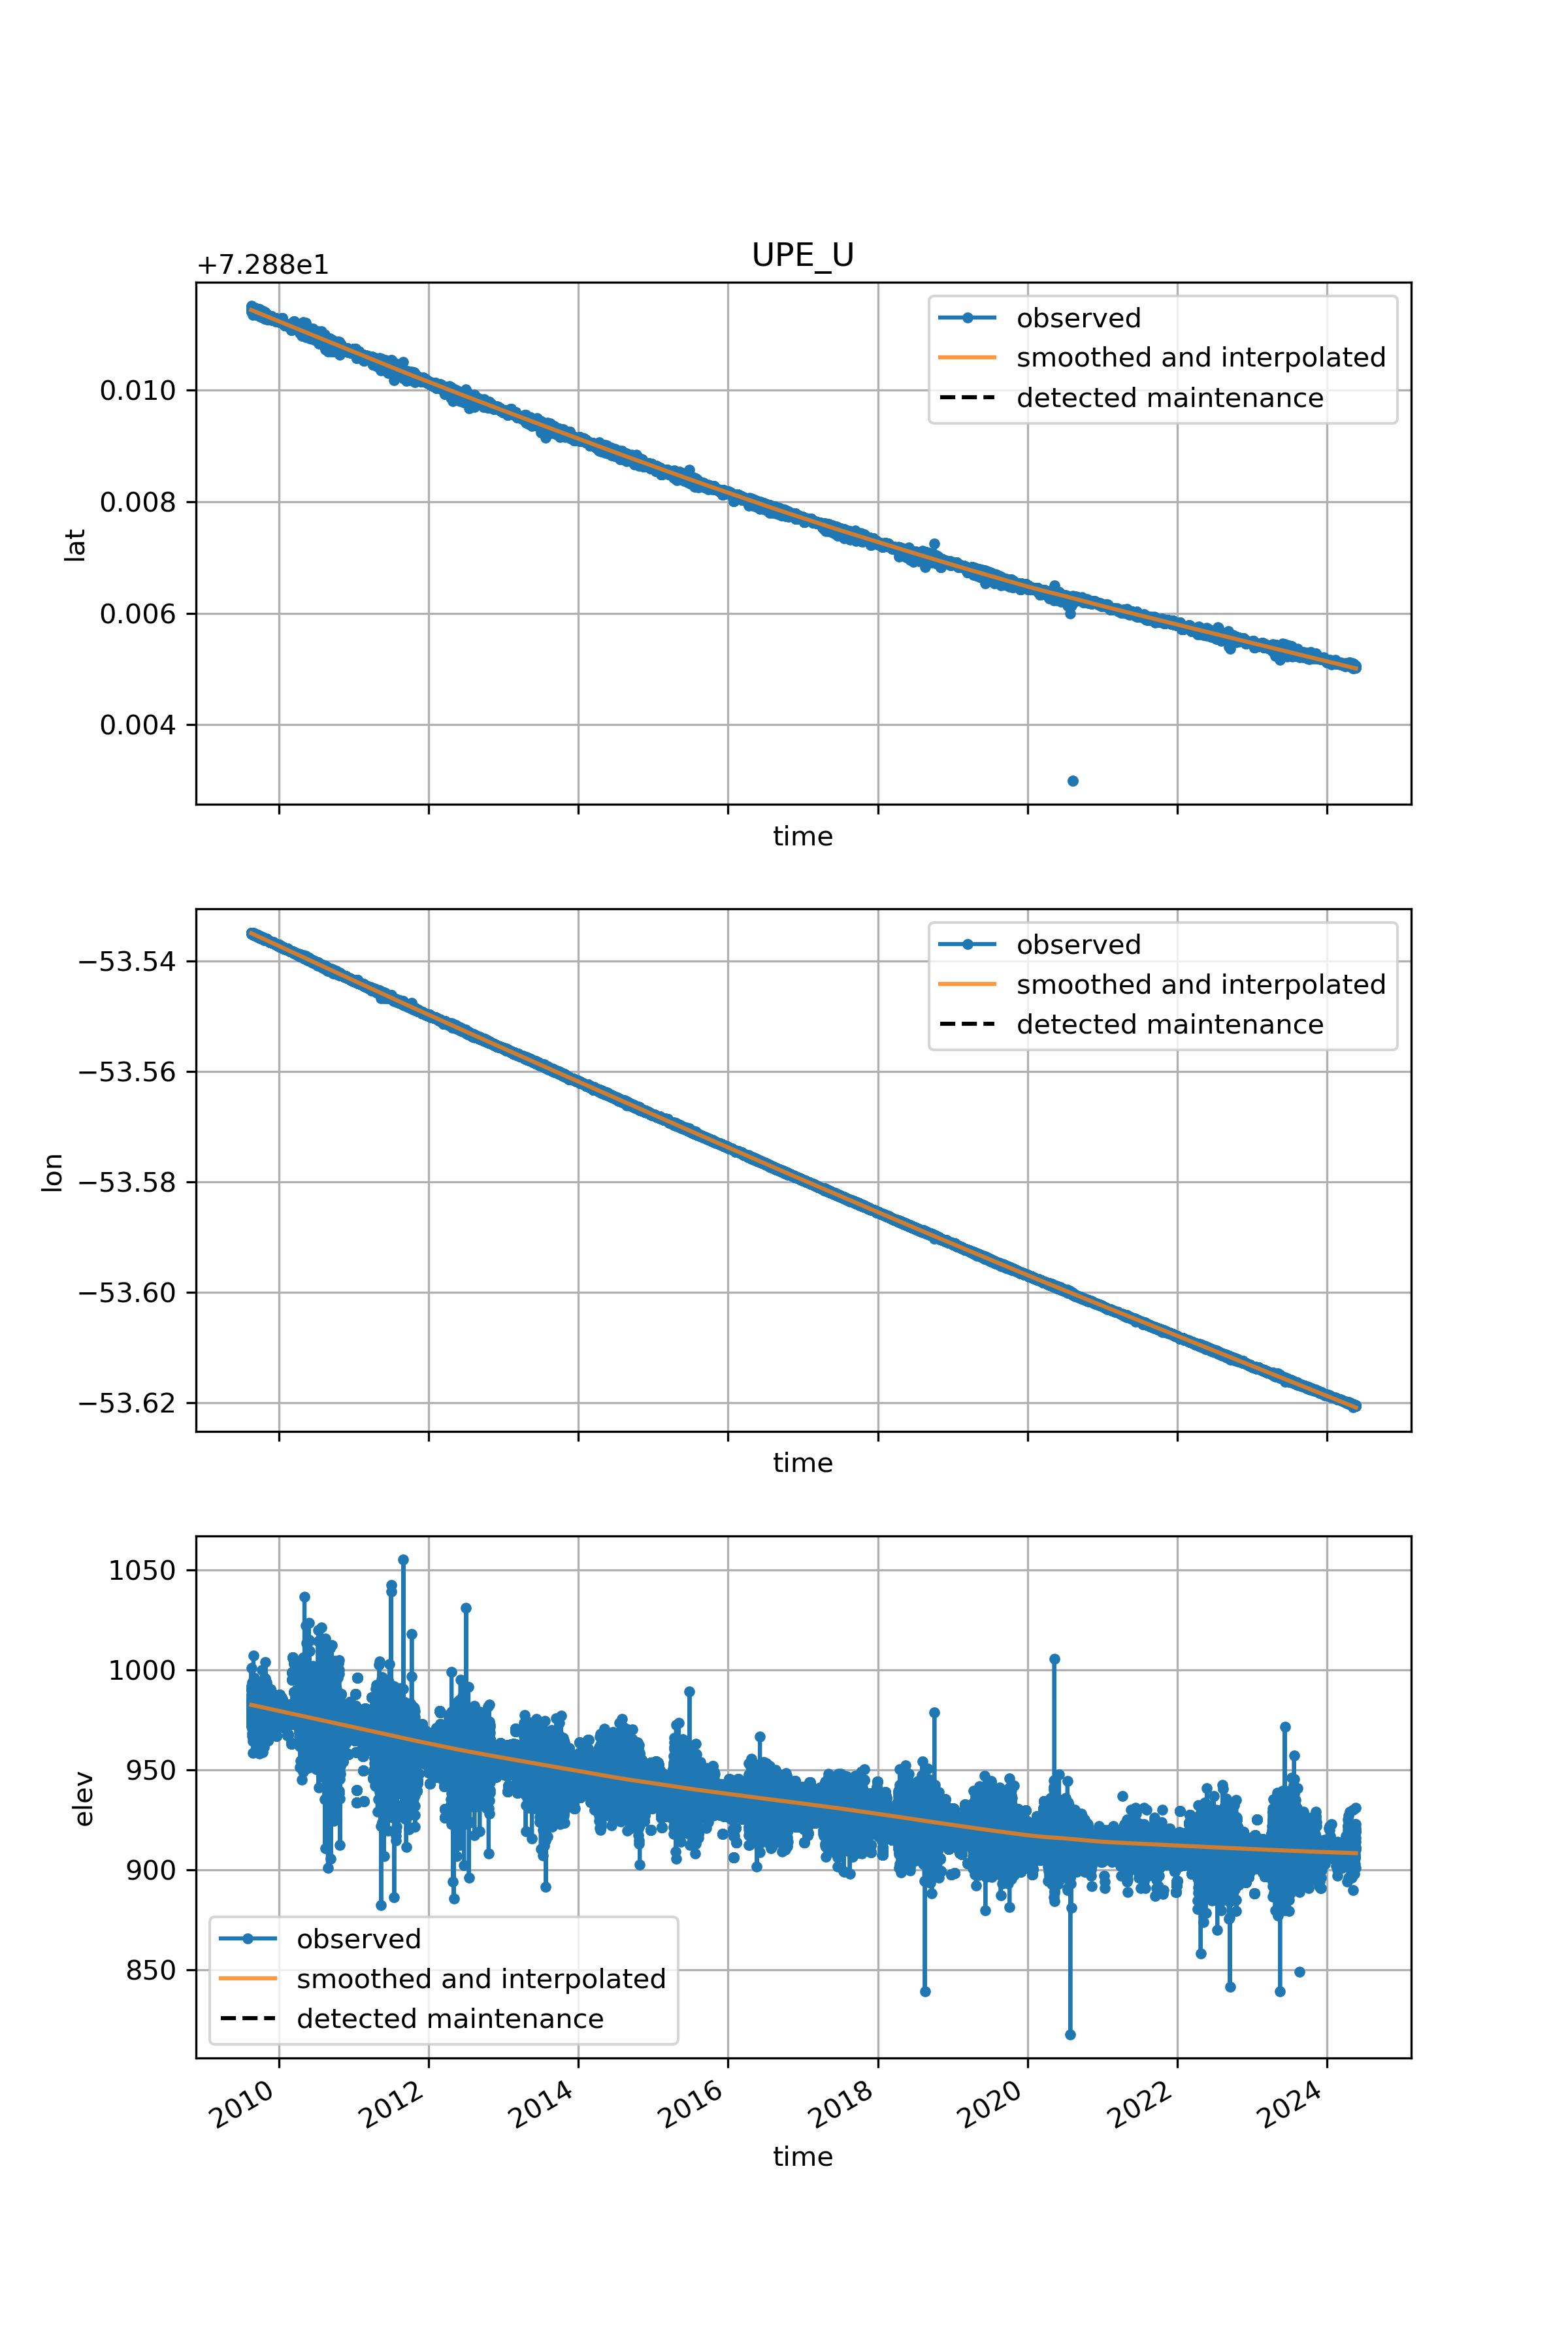 UPE_U
+7.288e1
observed
smoothed and interpolated
detected maintenance
0.010
0.008
0.006
0.004
lat
time
observed
smoothed and interpolated
detected maintenance
−53.54
−53.56
−53.58
−53.60
−53.62
lon
time
1050
1000
950
900
850
elev
observed
smoothed and interpolated
detected maintenance
2010 2012 2014 2016 2018 2020 2022 2024
time